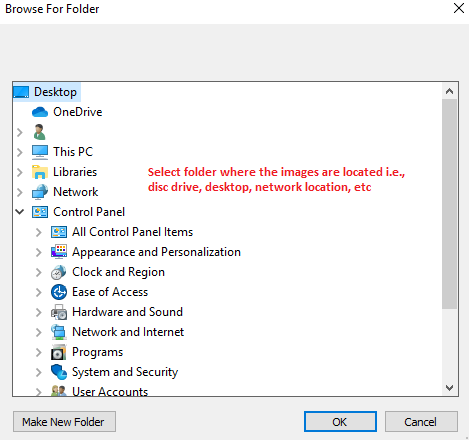 Browse For Folder
Desktop
OneDrive
This PC
Libraries
Select folder where the images are located i.e.,
disc drive, desktop, network location, etc
Network
Control Panel
All Control Panel Items
Appearance and Personalization
Clock and Region
Ease of Access
Hardware and Sound
Network and Internet
Programs
System and Security
User Accounts
Make New Folder
OK
Cancel